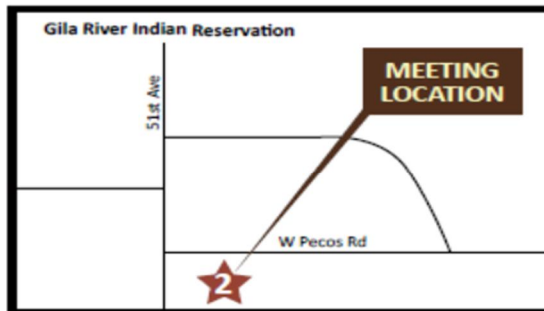 Gila River Indian Reservation
MEETING
LOCATION
51st Ave
W Pecos Rd
2